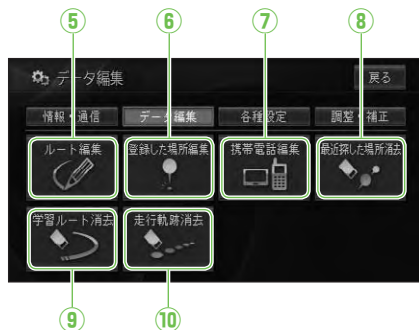 ⑤ ⑥ ⑦ ⑧
データ編集 戻る
情報・通信 データ編集 各種設定 調整・補正
ルート編集 登録した場所編集 携帯電話編集 最近探した場所消去
学習ルート消去 走行軌跡消去
⑨ ⑩